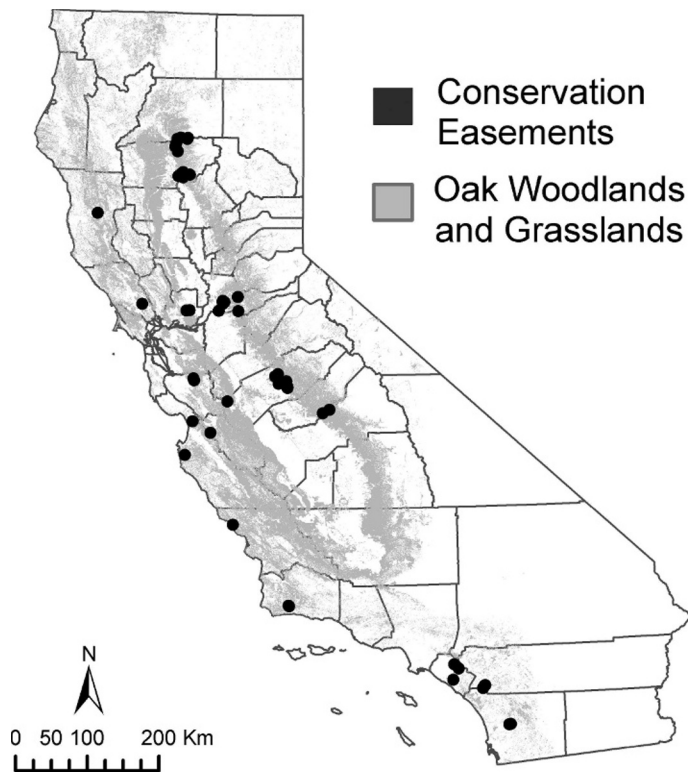 Conservation
Easements
Oak Woodlands
and Grasslands
N
0 50 100 200 Km